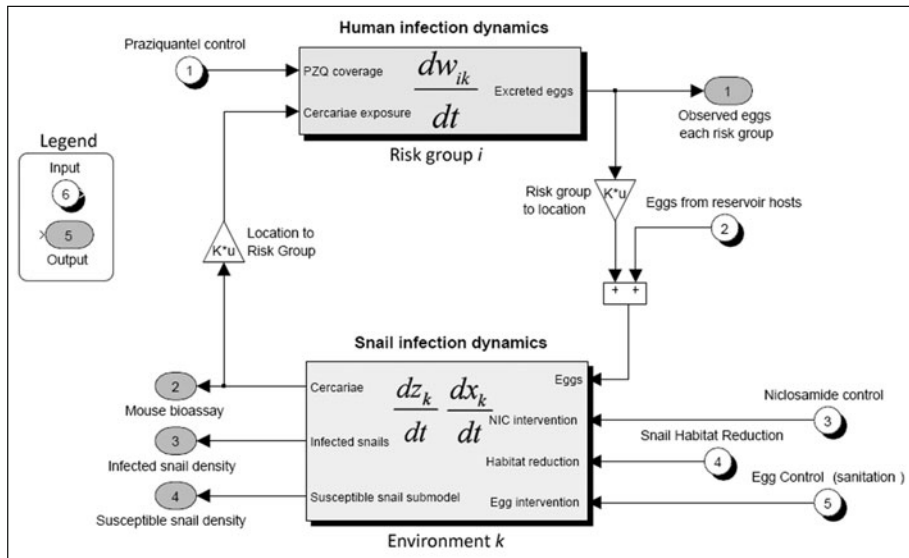 Human infection dynamics
Praziquantel control
1
PZQ coverage
dw_ik
dt
Excreted eggs
Cercariae exposure
1
Observed eggs
each risk group
Risk group i
Legend
Input
6
5
Output
Location to
Risk Group
K*u
Risk group
to location
K*u
Eggs from reservoir hosts
2
+ +
Snail infection dynamics
Cercariae
dz_k dx_k
dt dt
Eggs
2
Mouse bioassay
NIC intervention
Niclosamide control
3
3
Infected snail density
Infected snails
Habitat reduction
Snail Habitat Reduction
4
4
Susceptible snail density
Susceptible snail submodel
Egg intervention
Egg Control (sanitation )
5
Environment k